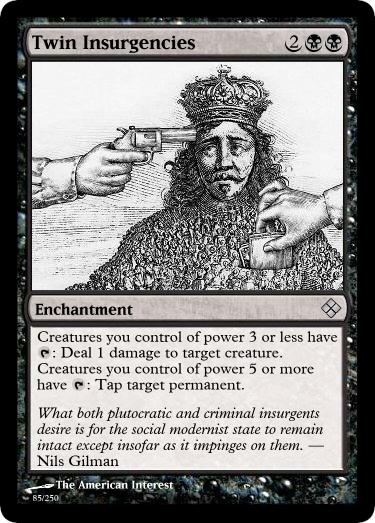 Twin Insurgencies 2
Enchantment
Creatures you control of power 3 or less have
: Deal 1 damage to target creature.
Creatures you control of power 5 or more
have : Tap target permanent.
What both plutocratic and criminal insurgents
desire is for the social modernist state to remain
intact except insofar as it impinges on them. —
Nils Gilman
The American Interest
85/250